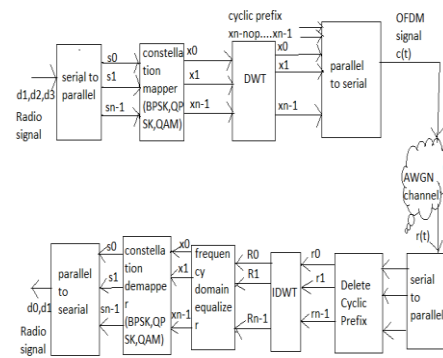 cyclic prefix
xn-nop....xn-1
OFDM
signal
c(t)
d1,d2,d3
Radio
signal
serial to
parallel
s0
s1
sn-1
constella
tion
mapper
(BPSK,QP
SK,QAM)
x0
x1
xn-1
DWT
x0
x1
xn-1
parallel
to serial
AWGN
channel
r(t)
serial
to
parallel
Delete
Cyclic
Prefix
r0
r1
rn-1
IDWT
R0
R1
Rn-1
frequen
cy
domain
equalize
r
x0
x1
xn-1
constella
tion
demappe
r
(BPSK,QP
SK,QAM)
s0
s1
sn-1
parallel
to
searial
d0,d1
Radio
signal